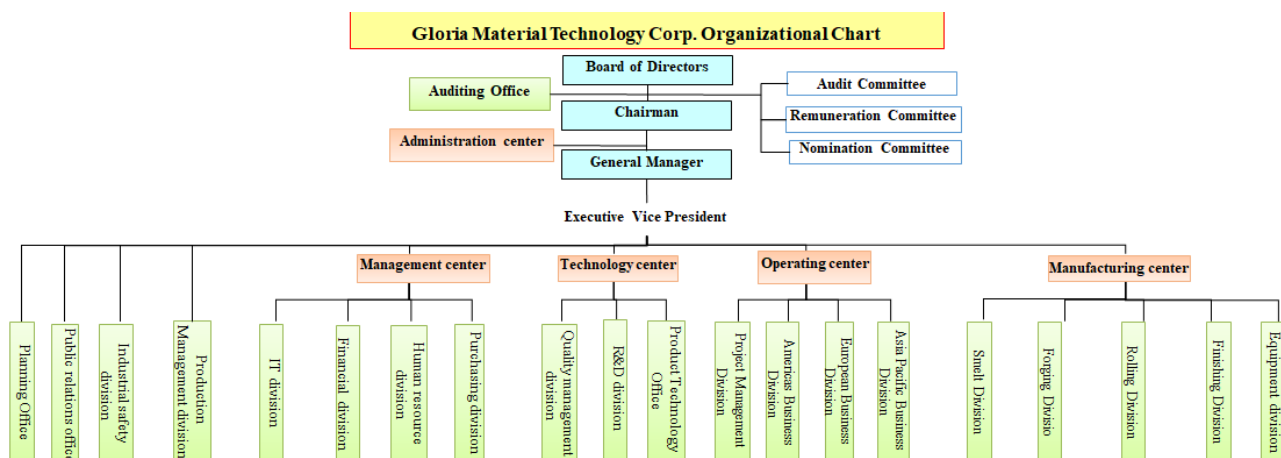 Gloria Material Technology Corp. Organizational Chart
Board of Directors
Auditing Office
Audit Committee
Chairman
Remuneration Committee
Administration center
Nomination Committee
General Manager
Executive Vice President
Management center
Technology center
Operating center
Manufacturing center
Planning Office
Public relations office
Industrial safety
division
Production
Management division
IT division
Financial division
Human resource
division
Purchasing division
Quality management
division
R&D division
Product Technology
Office
Project Management
Division
Americas Business
Division
European Business
Division
Asia Pacific Business
Division
Smelt Division
Forging Divisio
Rolling Division
Finishing Division
Equipment division